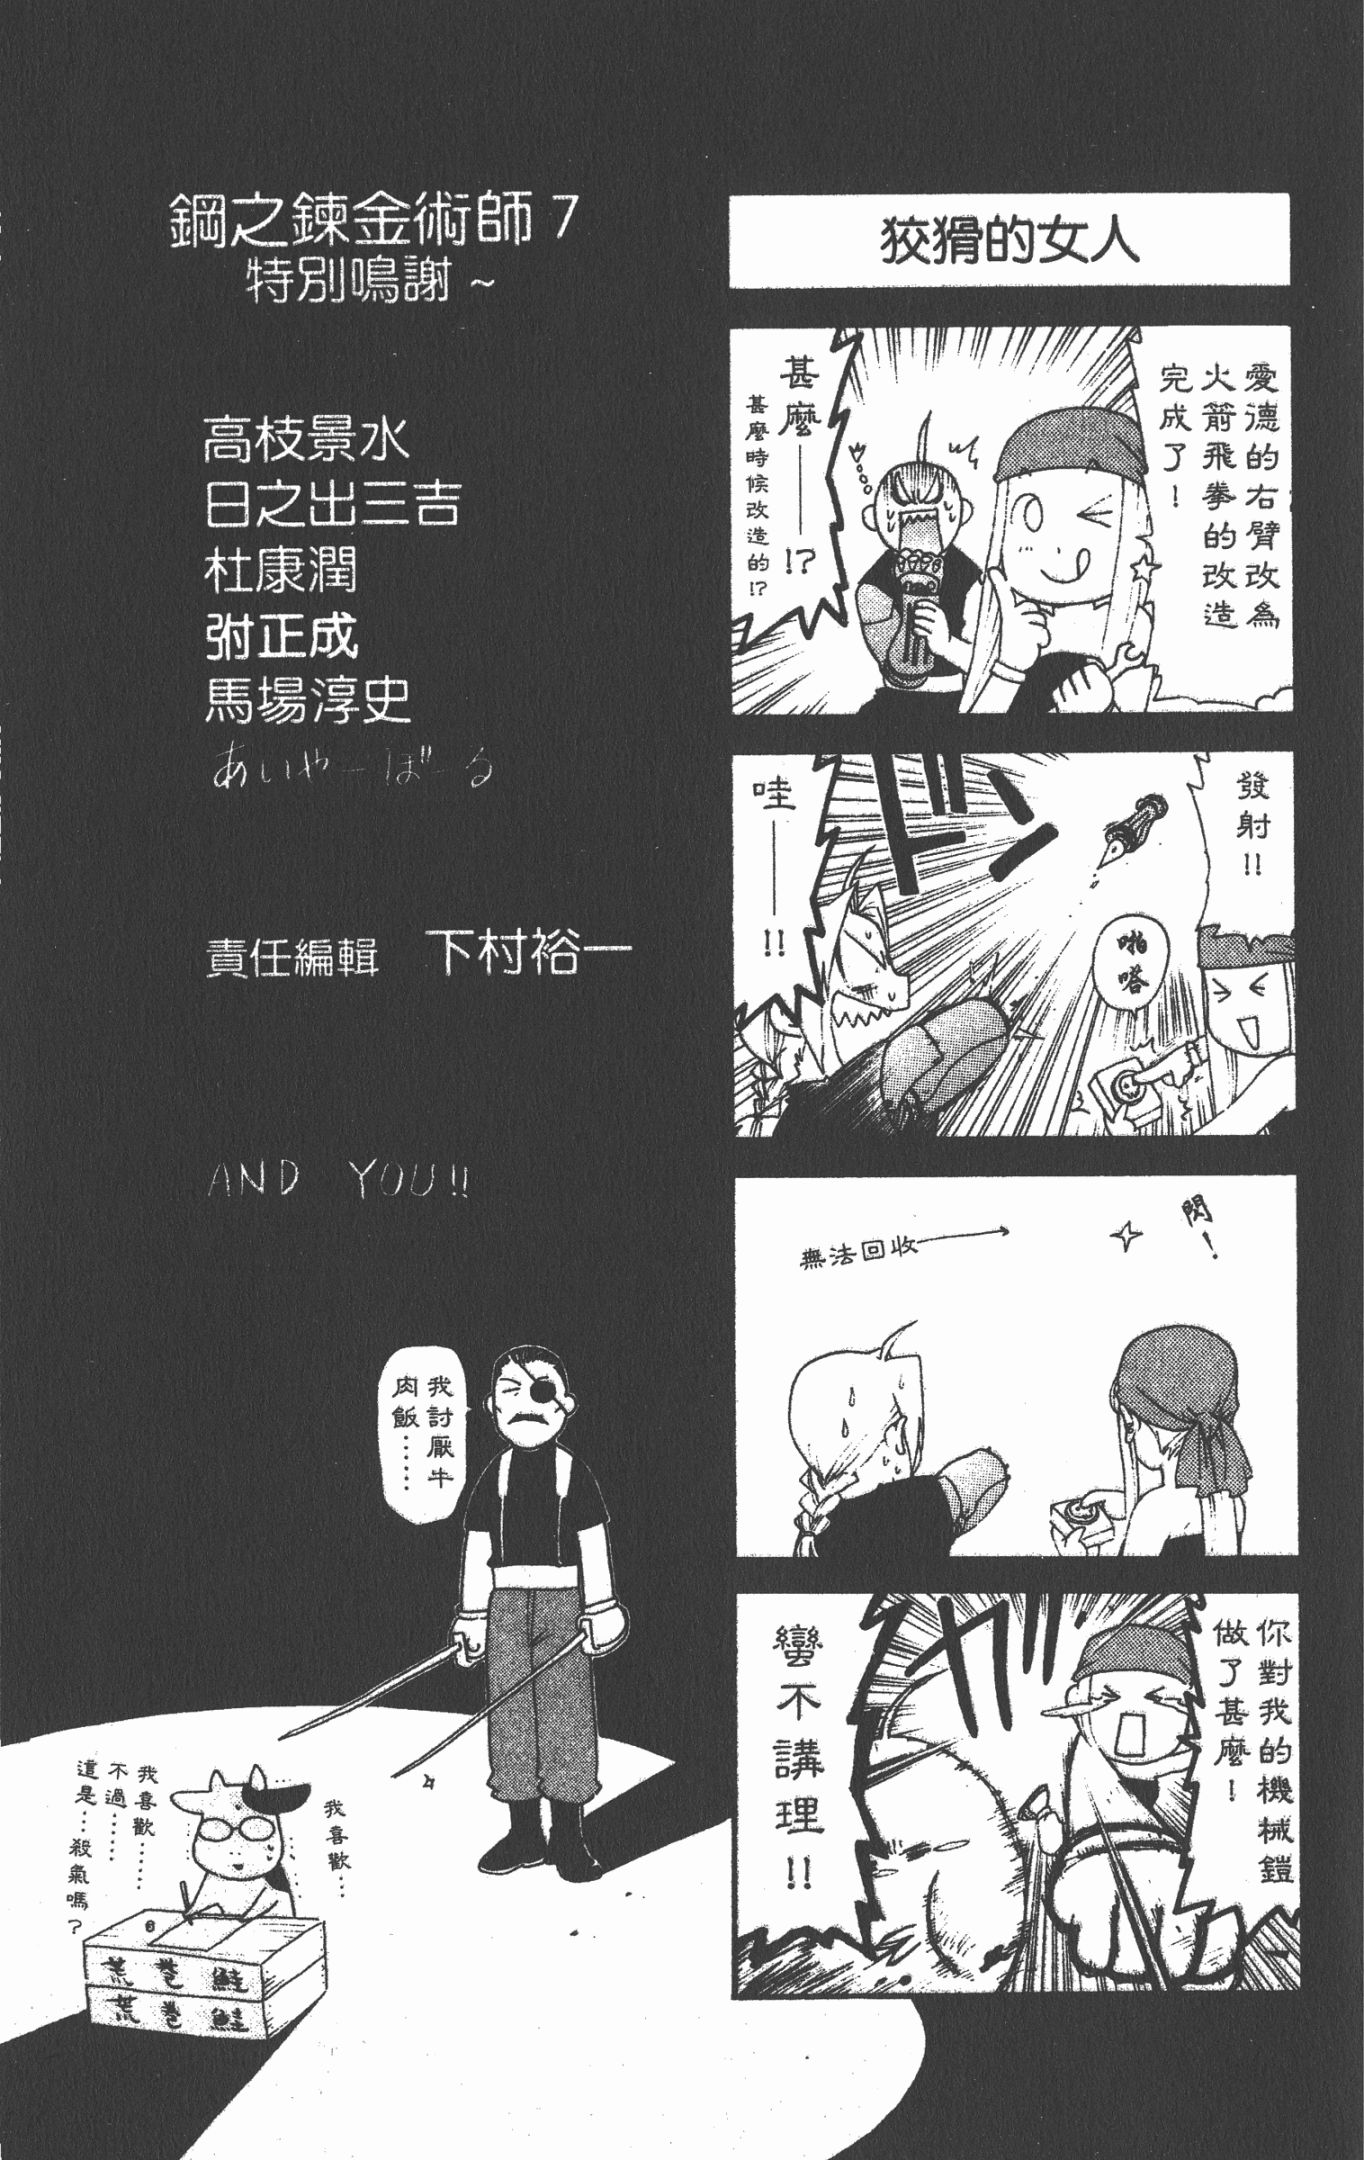 狡猾的女人
愛德的右臂改為
火箭飛拳的改造
完成了！
甚麼——!?
甚麼時候改造的!?
發射!!
啪嗒
ドン
哇——!!
閃！
無法回收
你對我的機械鎧
做了甚麼！
ガガ
蠻不講理!!
鋼之鍊金術師 7
特別鳴謝 ~
高枝景水
日之出三吉
杜康潤
弣正成
馬場淳史
あいやーぼーる
責任編輯　下村裕一
AND YOU!!
我討厭牛
肉飯……
我喜歡…
我喜歡……
不過……
這是…殺氣嗎？
荒巻鮭
荒巻鮭